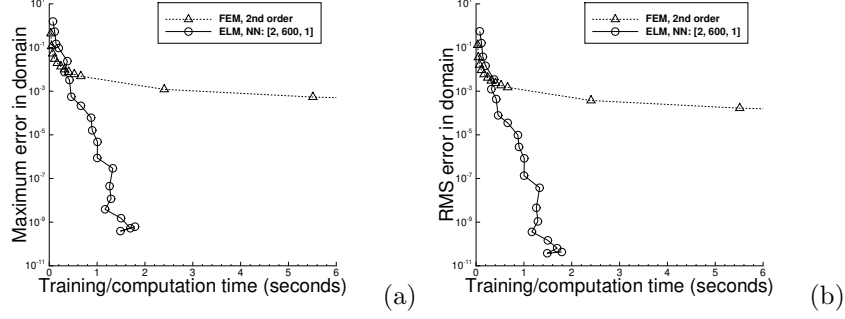 Maximum error in domain
10^1
10^-1
10^-3
10^-5
10^-7
10^-9
10^-11
FEM, 2nd order
ELM, NN: [2, 600, 1]
0 1 2 3 4 5 6
Training/computation time (seconds)
(a)
RMS error in domain
10^1
10^-1
10^-3
10^-5
10^-7
10^-9
10^-11
FEM, 2nd order
ELM, NN: [2, 600, 1]
0 1 2 3 4 5 6
Training/computation time (seconds)
(b)